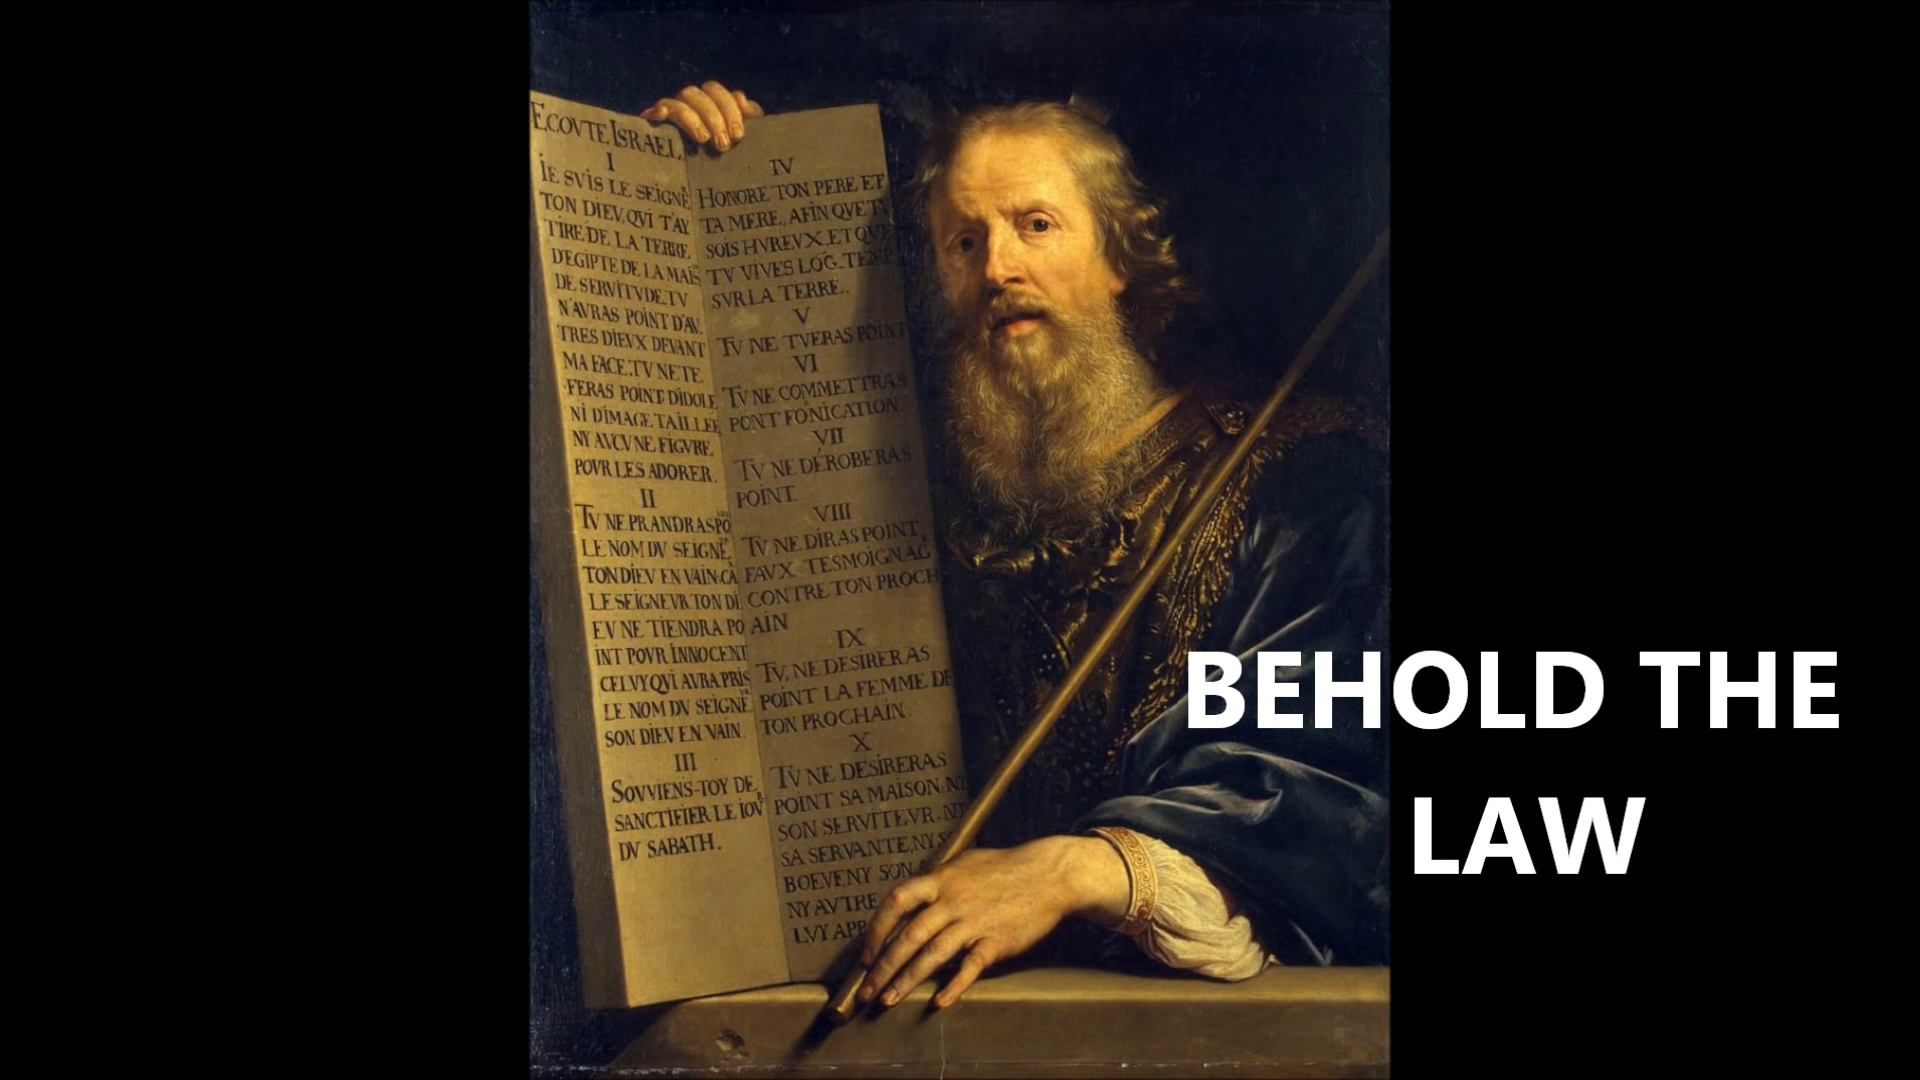 ECOVTE ISRAEL
I
IE SVIS LE SEIGNE^R
TON DIEV, QVI T'AY
TIRE DE LA TERRE
D'EGIPTE DE LA MAIS
DE SERVITVDE. TV
N'AVRAS POINT D'AV.
TRES DIEVX DEVANT
MA FACE. TV NE TE
FERAS POINT D'IDOLE
NI D'IMAGE TAILLEE
NY AVCVNE FIGVRE
POVR LES ADORER.
II
TV NE PRANDRAS PO
LE NOM DV SEIGNE^R
TON DIEV EN VAIN. CA^R
LE SEIGNEVR TON DI
EV NE TIENDRA PO
INT POVR INNOCENT
CELVY QVI AVRA PRIS
LE NOM DV SEIGNE^R
SON DIEV EN VAIN.
III
SOVVIENS-TOY DE
SANCTIFIER LE IOV^R
DV SABATH.
IV
HONORE TON PERE ET
TA MERE, AFIN QVE TV
SOIS HVREVX, ET QVE
TV VIVES LŌG-TEMP
SVR LA TERRE.
V
TV NE TVERAS POINT
VI
TV NE COMMETTRAS
POINT FORNICATION.
VII
TV NE DEROBERAS
POINT.
VIII
TV NE DIRAS POINT
FAVX TESMOIGNAG^E
CONTRE TON PROCH
AIN
IX
TV, NE DESIRERAS
POINT LA FEMME DE
TON PROCHAIN.
X
TV NE DESIRERAS
POINT SA MAISON, NY
SON SERVITEVR, NY
SA SERVANTE, NY S
BOEVF, NY SON
NY AVTRE
LVY APP
BEHOLD THE
LAW